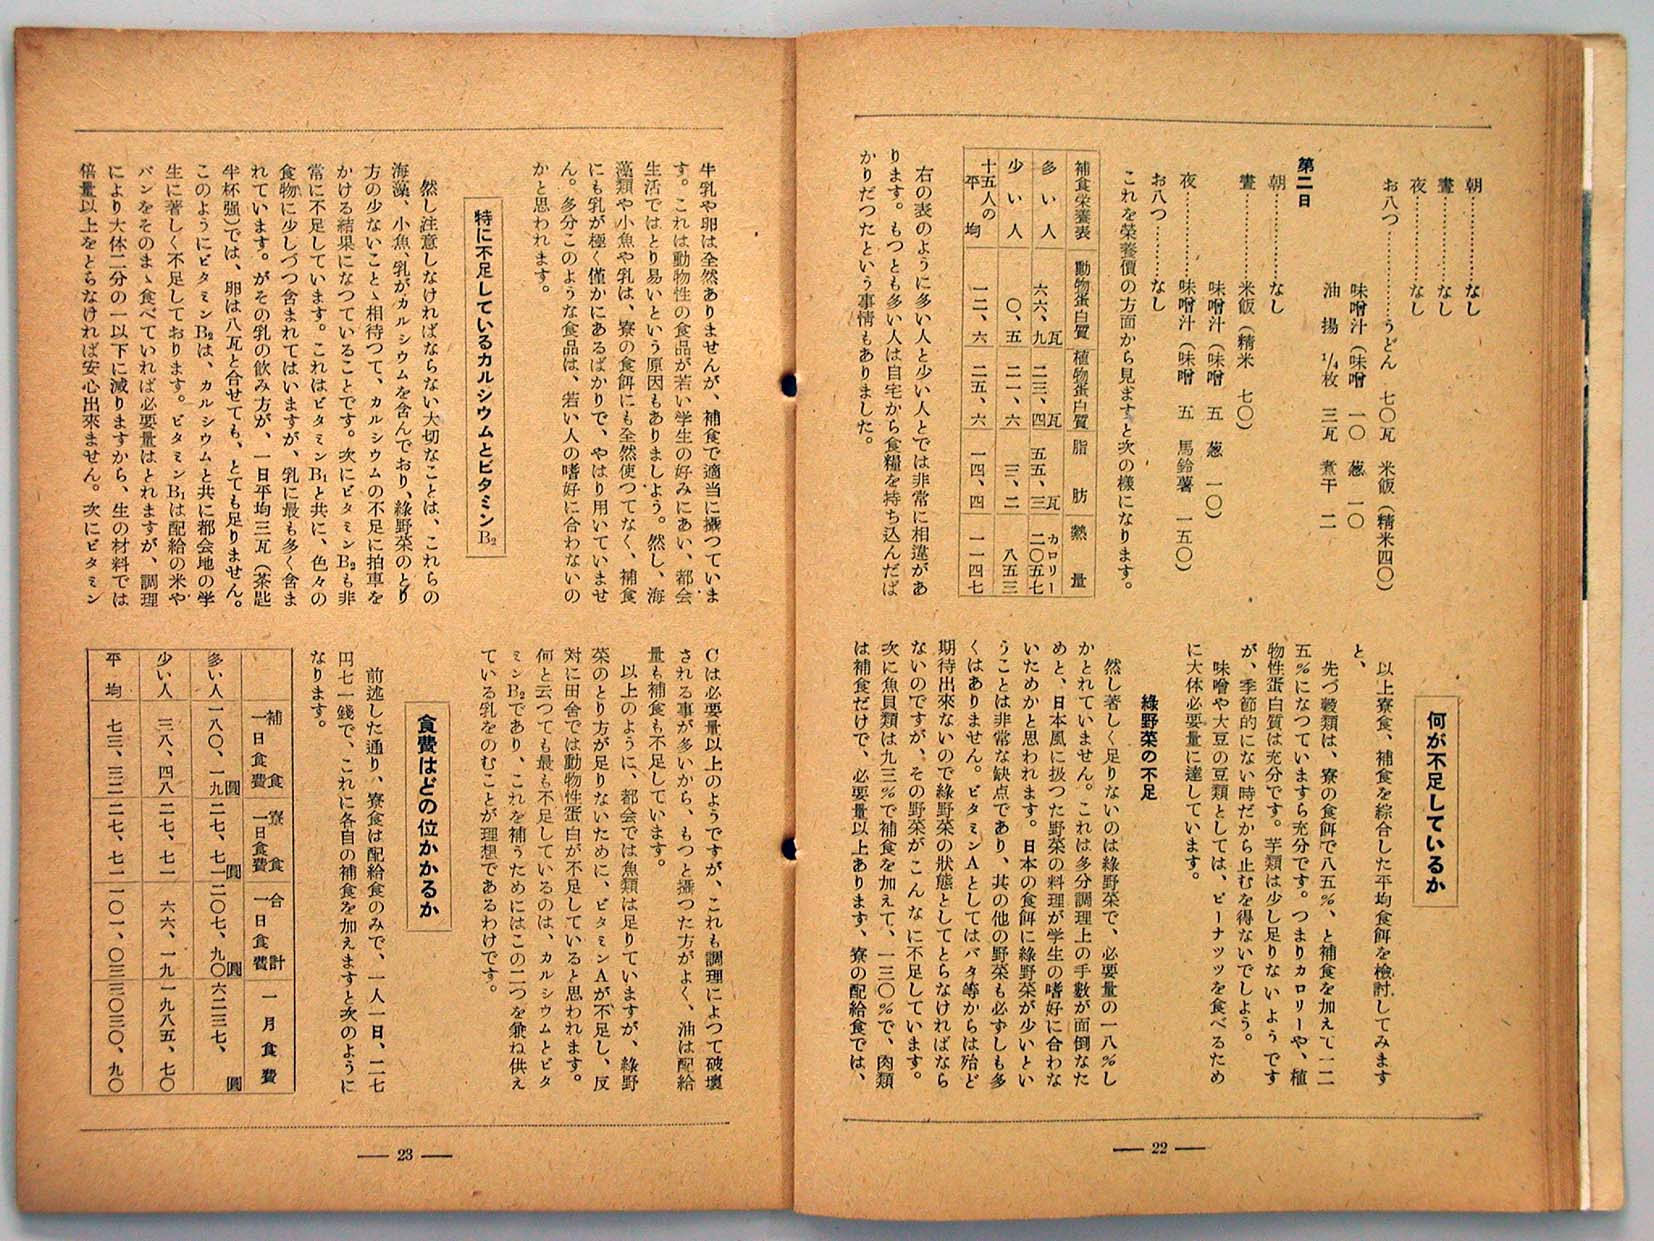 朝…………なし
晝…………なし
夜…………なし
お八つ…………うどん 七〇瓦 米飯(精米四〇)
味噌汁(味噌 一〇 葱 一〇
油揚 1/4枚 三瓦 煮干 二
第二日
朝…………なし
晝…………米飯(精米 七〇)
味噌汁(味噌 五 葱 一〇)
夜…………味噌汁(味噌 五 馬鈴薯 一五〇)
お八つ…………なし
これを榮養價の方面から見ますと次の様になります。
補食栄養表 動物蛋白質 植物蛋白質 脂肪 熱量
多い人 六六、九瓦 二三、四瓦 五五、三瓦 二〇五七カロリー
少い人 〇、五 二一、六 三、二 八五三
十五人の平均 一二、六 二五、六 一四、四 一一四七
右の表のように多い人と少い人とでは非常に相違があ
ります。もつとも多い人は自宅から食糧を持ち込んだば
かりだつたという事情もありました。
何が不足しているか
以上寮食、補食を綜合した平均食餌を檢討してみます
と、
先づ穀類は、寮の食餌で八五%、と補食を加えて一二
五%になつていますら充分です。つまりカロリーや、植
物性蛋白質は充分です。芋類は少し足りないようです
が、季節的にない時だから止むを得ないでしよう。
味噌や大豆の豆類としては、ピーナッツを食べるため
に大体必要量に達しています。
綠野菜の不足
然し著しく足りないのは綠野菜で、必要量の一八%し
かとれていません。これは多分調理上の手數が面倒なた
めと、日本風に扱つた野菜の料理が学生の嗜好に合わな
いためかと思われます。日本の食餌に綠野菜が少いとい
うことは非常な缺点であり、其の他の野菜も必ずしも多
くはありません。ビタミンAとしてはバタ等からは殆ど
期待出來ないので綠野菜の狀態としてとらなければなら
ないのですが、その野菜がこんなに不足しています。
次に魚貝類は九三%で補食を加えて、一三〇%で、肉類
は補食だけで、必要量以上あります、寮の配給食では、
22
牛乳や卵は全然ありませんが、補食で適当に攝つていま
す。これは動物性の食品が若い学生の好みにあい、都会
生活ではとり易いという原因もありましよう。然し、海
藻類や小魚や乳は、寮の食餌にも全然使つてなく、補食
にも乳が極く僅かにあるばかりで、やはり用いていませ
ん。多分このような食品は、若い人の嗜好に合わないの
かと思われます。
特に不足しているカルシウムとビタミンB₂
然し注意しなければならない大切なことは、これらの
海藻、小魚、乳がカルシウムを含んでおり、綠野菜のとり
方の少ないことゝ相待つて、カルシウムの不足に拍車を
かける結果になつていることです。次にビタミンB₂も非
常に不足しています。これはビタミンB₁と共に、色々の
食物に少しづつ含まれてはいますが、乳に最も多く含ま
れています。がその乳の飲み方が、一日平均三瓦(茶匙
半杯强)では、卵は八瓦と合せても、とても足りません。
このようにビタミンB₂は、カルシウムと共に都会地の学
生に著しく不足しております。ビタミンB₁は配給の米や
パンをそのまゝ食べていれば必要量はとれますが、調理
により大体二分の一以下に減りますから、生の材料では
倍量以上をとらなければ安心出來ません。次にビタミン
Cは必要量以上のようですが、これも調理によつて破壞
される事が多いから、もつと攝つた方がよく、油は配給
量も補食も不足しています。
以上のように、都会では魚類は足りていますが、綠野
菜のとり方が足りないために、ビタミンAが不足し、反
対に田舎では動物性蛋白が不足していると思われます。
何と云つても最も不足しているのは、カルシウムとビタ
ミンB₂であり、これを補うためにはこの二つを兼ね供え
ている乳をのむことが理想であるわけです。
食費はどの位かかるか
前述した通り、寮食は配給食のみで、一人一日、二七
円七一錢で、これに各自の補食を加えますと次のように
なります。
補食一日食費 寮食一日食費 合計一日食費 一月食費
多い人 一八〇、一九圓 二七、七一圓 二〇七、九〇圓 六二三七、圓
少い人 三八、四八 二七、七一 六六、一九 一九八五、七〇
平均 七三、三二 二七、七一 一〇一、〇三 三〇三〇、九〇
23